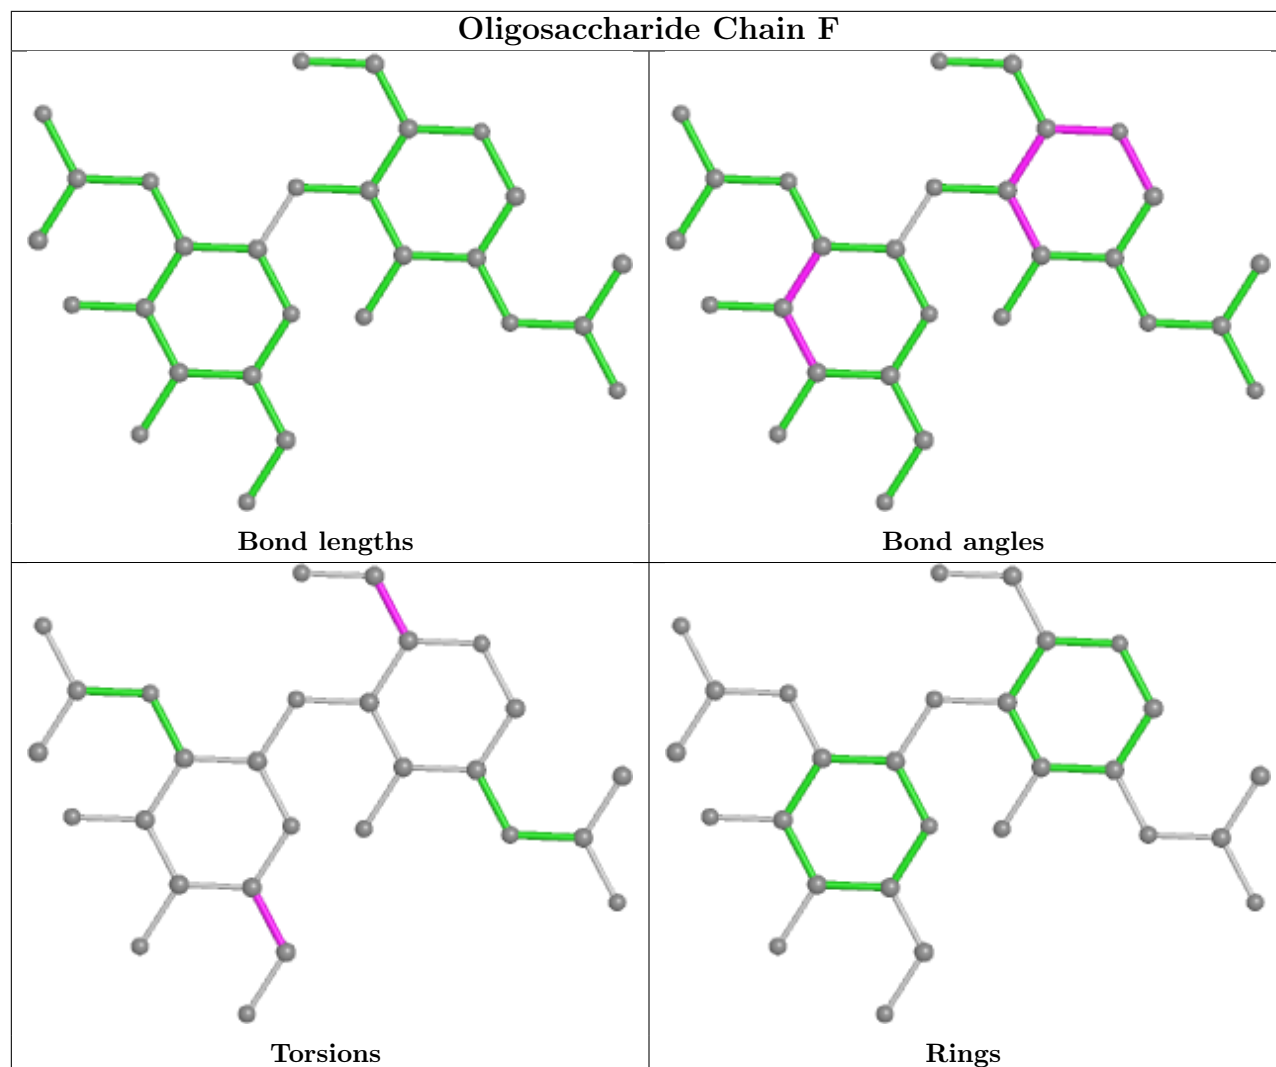 Oligosaccharide Chain F
Bond lengths
Bond angles
Torsions
Rings